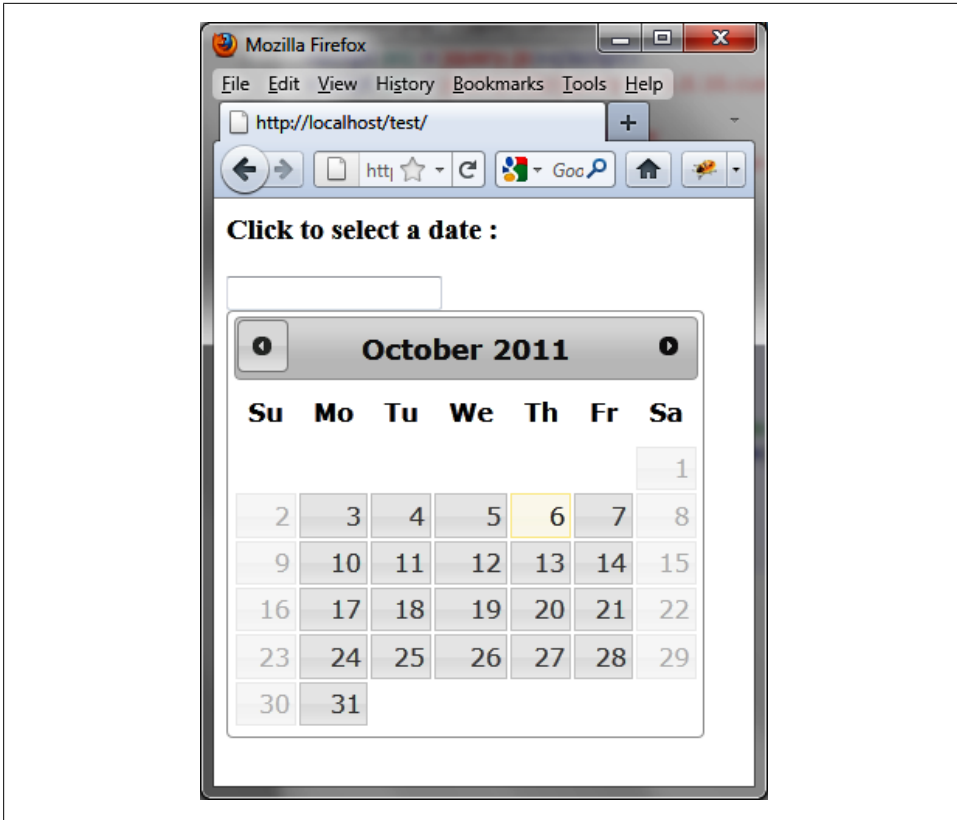 Mozilla Firefox
File Edit View History Bookmarks Tools Help
http://localhost/test/
Click to select a date :
October 2011
Su Mo Tu We Th Fr Sa
1
2 3 4 5 6 7 8
9 10 11 12 13 14 15
16 17 18 19 20 21 22
23 24 25 26 27 28 29
30 31